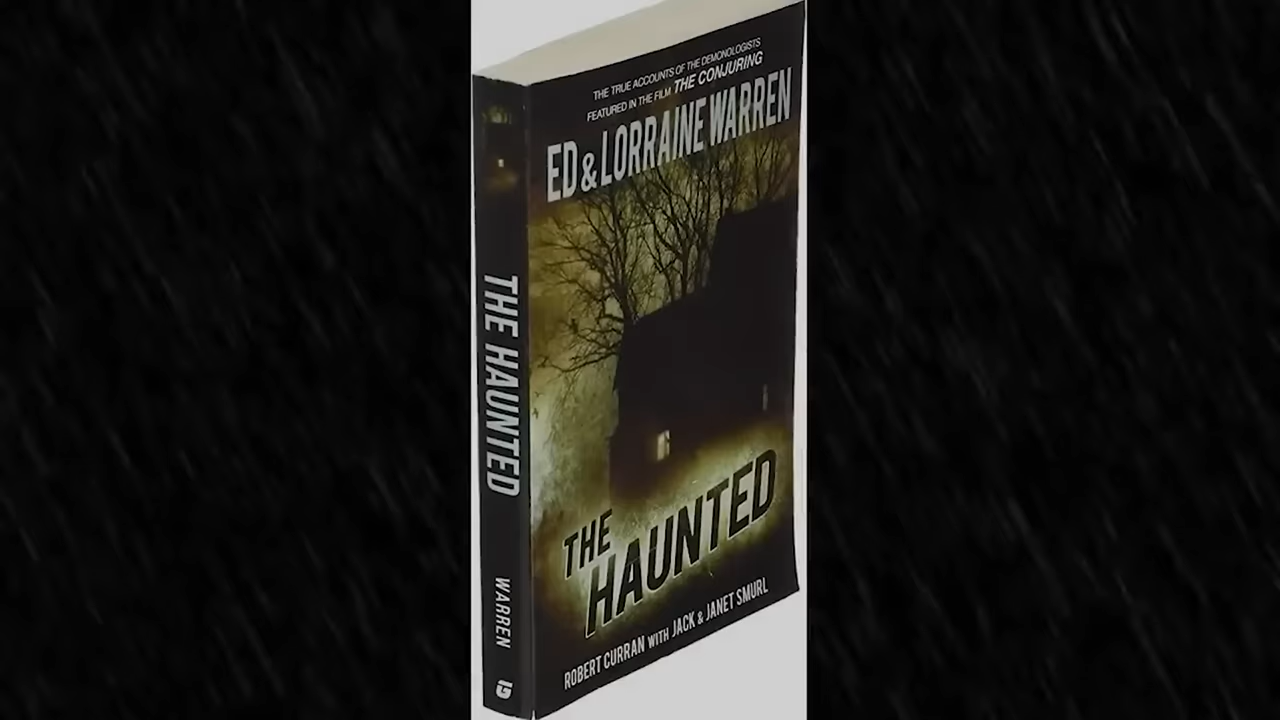 THE TRUE ACCOUNTS OF THE DEMONOLOGISTS
FEATURED IN THE FILM THE CONJURING
ED & LORRAINE WARREN
THE
HAUNTED
ROBERT CURRAN WITH JACK & JANET SMURL
THE HAUNTED
WARREN